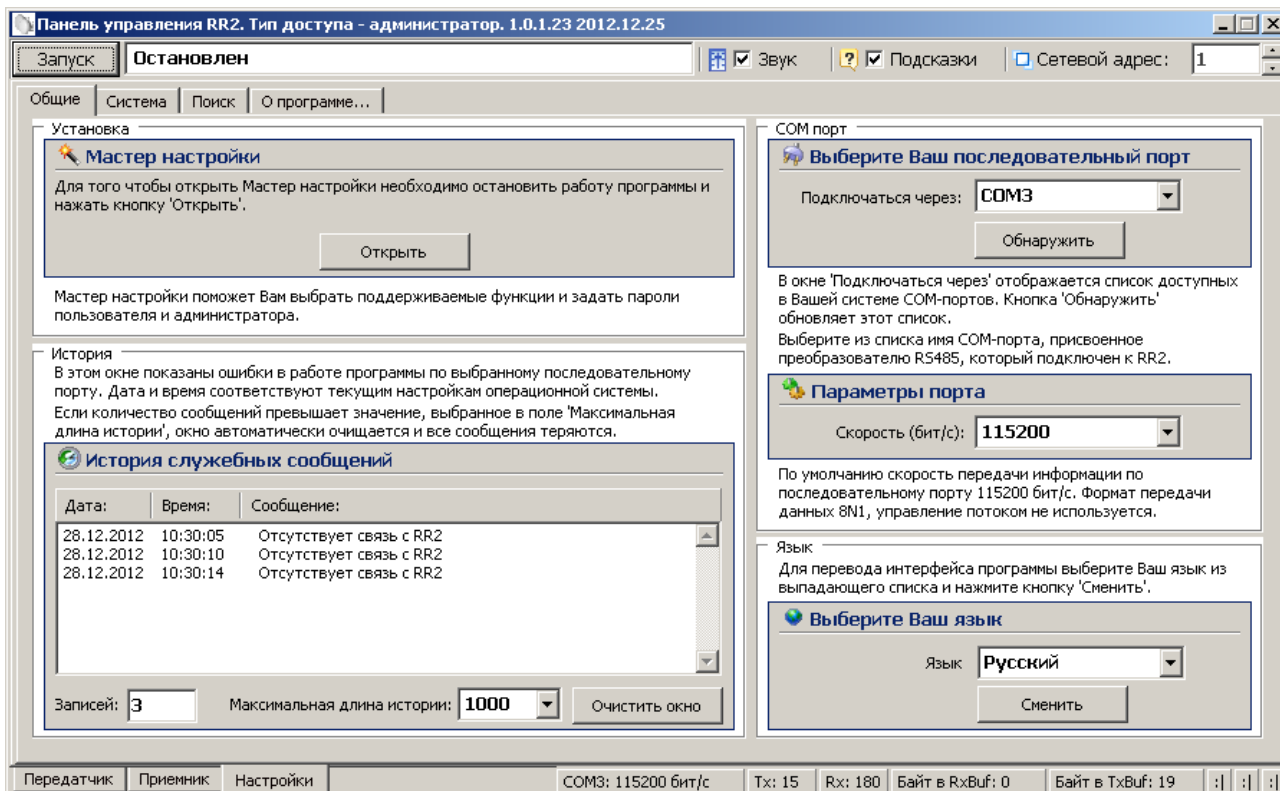 Панель управления RR2. Тип доступа - администратор. 1.0.1.23 2012.12.25
Запуск
Остановлен
Звук
Подсказки
Сетевой адрес:
1
Общие
Система
Поиск
О программе...
Установка
Мастер настройки
Для того чтобы открыть Мастер настройки необходимо остановить работу программы и
нажать кнопку 'Открыть'.
Открыть
Мастер настройки поможет Вам выбрать поддерживаемые функции и задать пароли
пользователя и администратора.
История
В этом окне показаны ошибки в работе программы по выбранному последовательному
порту. Дата и время соответствуют текущим настройкам операционной системы.
Если количество сообщений превышает значение, выбранное в поле 'Максимальная
длина истории', окно автоматически очищается и все сообщения теряются.
История служебных сообщений
Дата: Время: Сообщение:
28.12.2012 10:30:05 Отсутствует связь с RR2
28.12.2012 10:30:10 Отсутствует связь с RR2
28.12.2012 10:30:14 Отсутствует связь с RR2
Записей: 3
Максимальная длина истории: 1000
Очистить окно
COM порт
Выберите Ваш последовательный порт
Подключаться через: COM3
Обнаружить
В окне 'Подключаться через' отображается список доступных
в Вашей системе COM-портов. Кнопка 'Обнаружить'
обновляет этот список.
Выберите из списка имя COM-порта, присвоенное
преобразователю RS485, который подключен к RR2.
Параметры порта
Скорость (бит/с): 115200
По умолчанию скорость передачи информации по
последовательному порту 115200 бит/с. Формат передачи
данных 8N1, управление потоком не используется.
Язык
Для перевода интерфейса программы выберите Ваш язык из
выпадающего списка и нажмите кнопку 'Сменить'.
Выберите Ваш язык
Язык Русский
Сменить
Передатчик
Приемник
Настройки
COM3: 115200 бит/с
Tx: 15
Rx: 180
Байт в RxBuf: 0
Байт в TxBuf: 19
:|
:|
:|